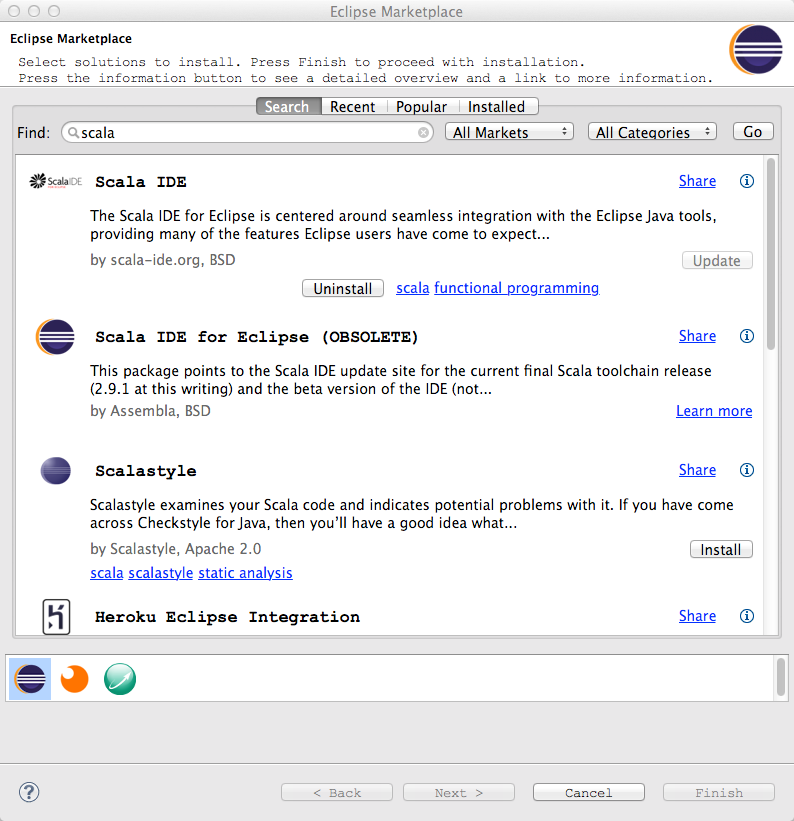 Eclipse Marketplace
Eclipse Marketplace
Select solutions to install. Press Finish to proceed with installation.
Press the information button to see a detailed overview and a link to more information.
Search Recent Popular Installed
Find: scala All Markets All Categories Go
ScalaIDE Scala IDE Share
The Scala IDE for Eclipse is centered around seamless integration with the Eclipse Java tools,
providing many of the features Eclipse users have come to expect...
by scala-ide.org, BSD Update
Uninstall scala functional programming
Scala IDE for Eclipse (OBSOLETE) Share
This package points to the Scala IDE update site for the current final Scala toolchain release
(2.9.1 at this writing) and the beta version of the IDE (not...
by Assembla, BSD Learn more
Scalastyle Share
Scalastyle examines your Scala code and indicates potential problems with it. If you have come
across Checkstyle for Java, then you'll have a good idea what...
by Scalastyle, Apache 2.0 Install
scala scalastyle static analysis
Heroku Eclipse Integration Share
? < Back Next > Cancel Finish